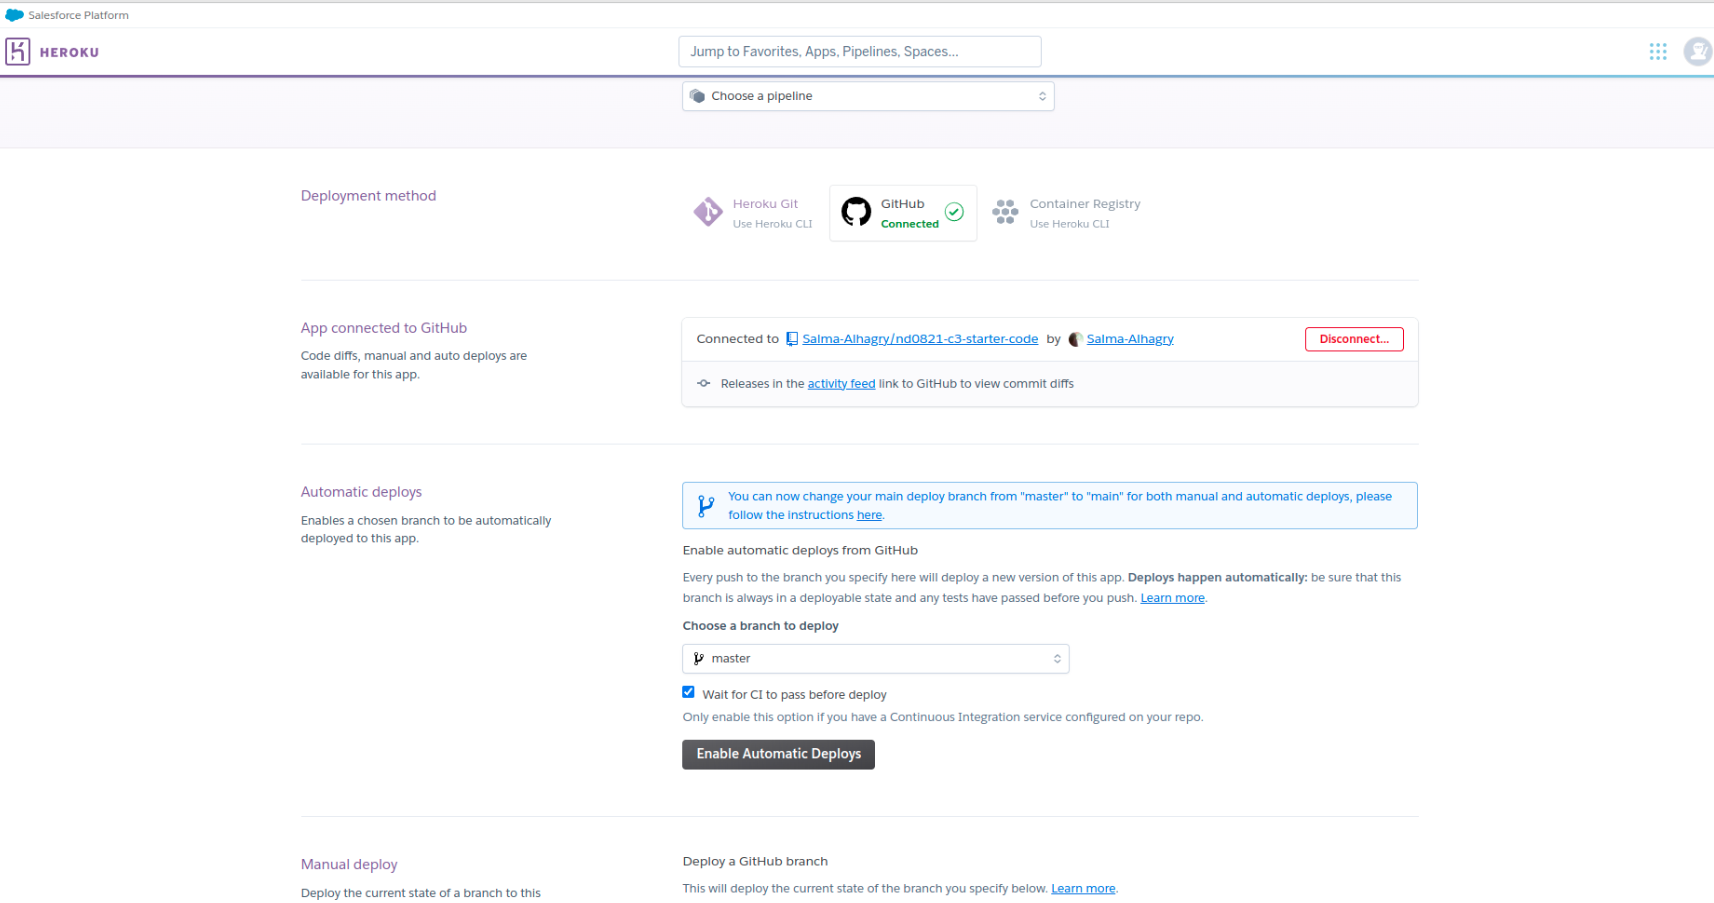 Salesforce Platform
HEROKU
Jump to Favorites, Apps, Pipelines, Spaces...
Choose a pipeline
Deployment method
Heroku Git
Use Heroku CLI
GitHub
Connected
Container Registry
Use Heroku CLI
App connected to GitHub
Code diffs, manual and auto deploys are
available for this app.
Connected to Salma-Alhagry/nd0821-c3-starter-code by Salma-Alhagry
Disconnect...
Releases in the activity feed link to GitHub to view commit diffs
Automatic deploys
Enables a chosen branch to be automatically
deployed to this app.
You can now change your main deploy branch from "master" to "main" for both manual and automatic deploys, please
follow the instructions here.
Enable automatic deploys from GitHub
Every push to the branch you specify here will deploy a new version of this app. Deploys happen automatically: be sure that this
branch is always in a deployable state and any tests have passed before you push. Learn more.
Choose a branch to deploy
master
Wait for CI to pass before deploy
Only enable this option if you have a Continuous Integration service configured on your repo.
Enable Automatic Deploys
Manual deploy
Deploy the current state of a branch to this
Deploy a GitHub branch
This will deploy the current state of the branch you specify below. Learn more.